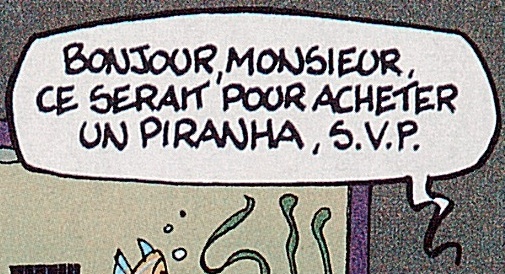 BONJOUR, MONSIEUR,
CE SERAIT POUR ACHETER
UN PIRANHA, S.V.P.